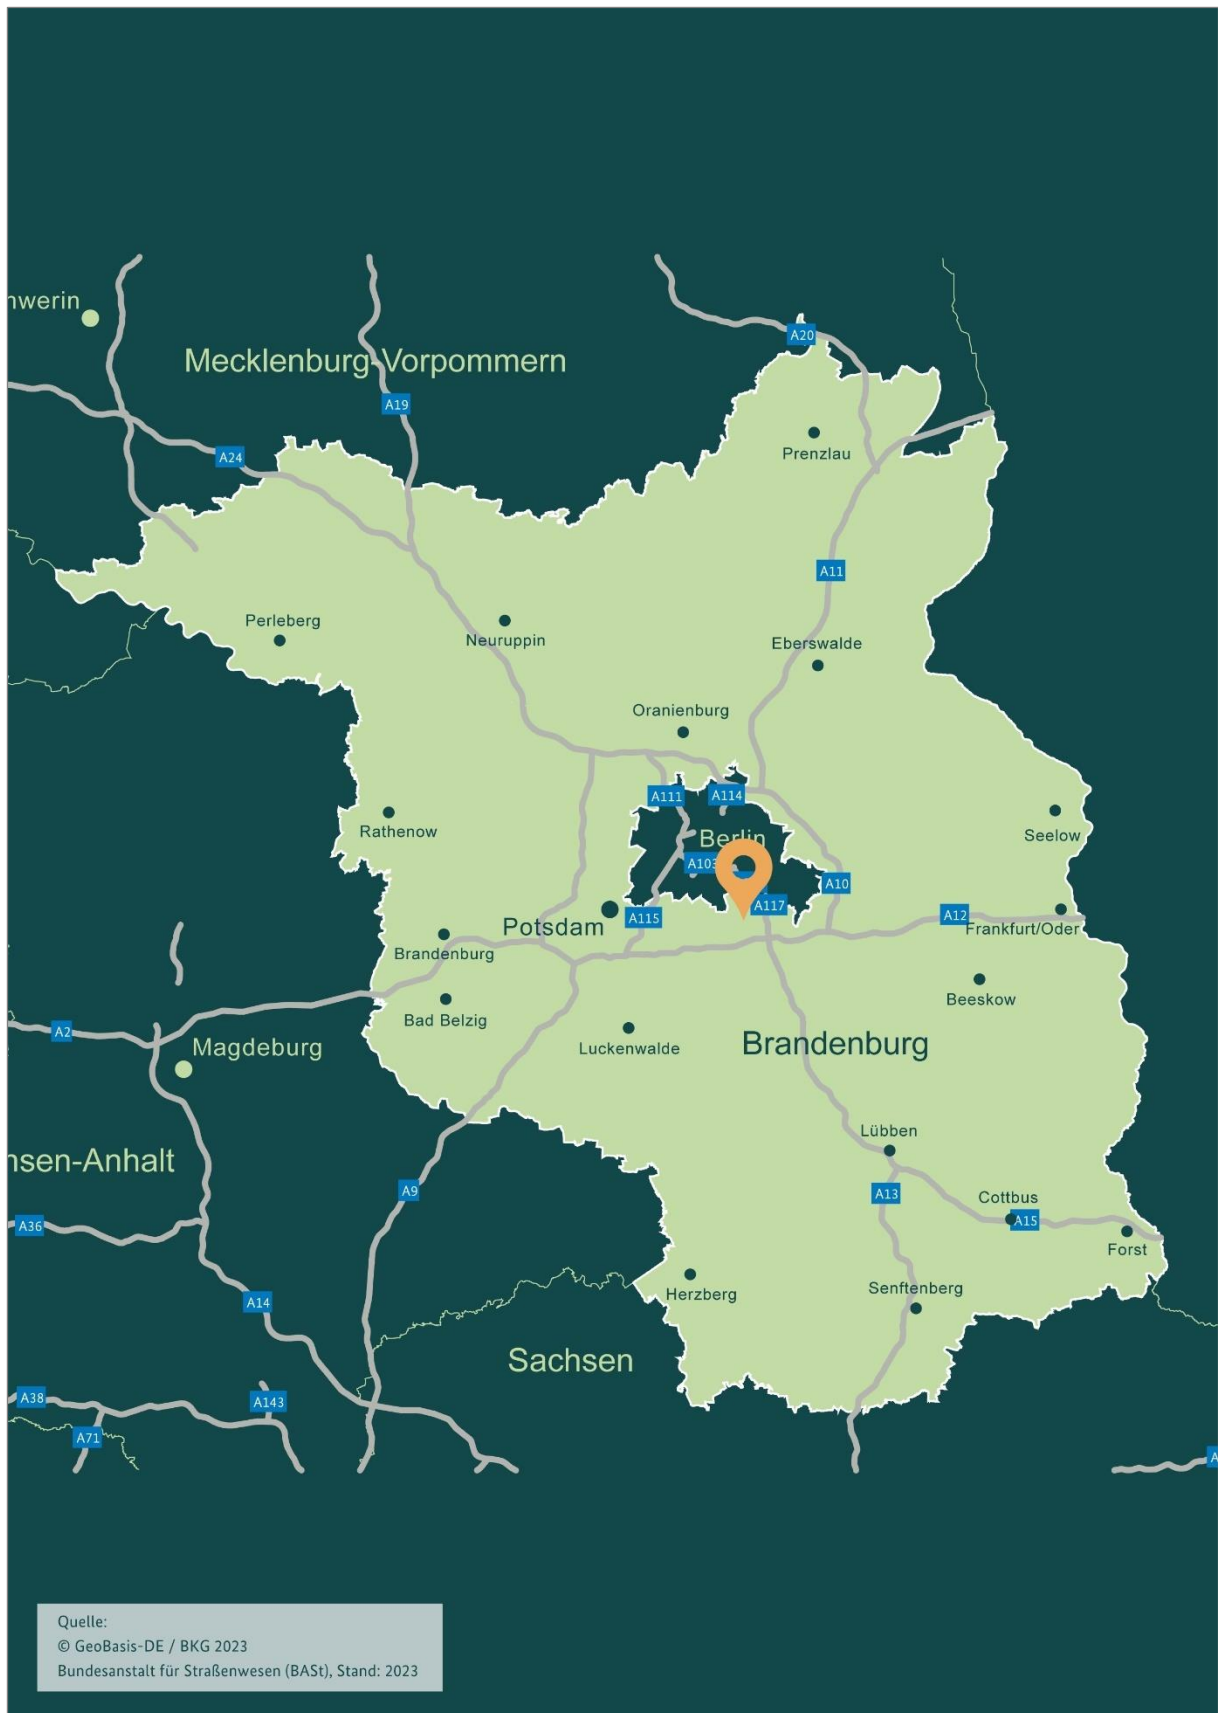 nwerin
A20
Mecklenburg-Vorpommern
A19
Prenzlau
A24
A11
Perleberg
Neuruppin
Eberswalde
Oranienburg
A111
A114
Rathenow
Berlin
Seelow
A103
A10
A117
A115
A12
Potsdam
Frankfurt/Oder
Brandenburg
Beeskow
Bad Belzig
A2
Magdeburg
Luckenwalde
Brandenburg
Lübben
hsen-Anhalt
A9
A13
Cottbus
A15
A36
Forst
Herzberg
Senftenberg
A14
Sachsen
A38
A143
A71
A
Quelle:
© GeoBasis-DE / BKG 2023
Bundesanstalt für Straßenwesen (BASt), Stand: 2023